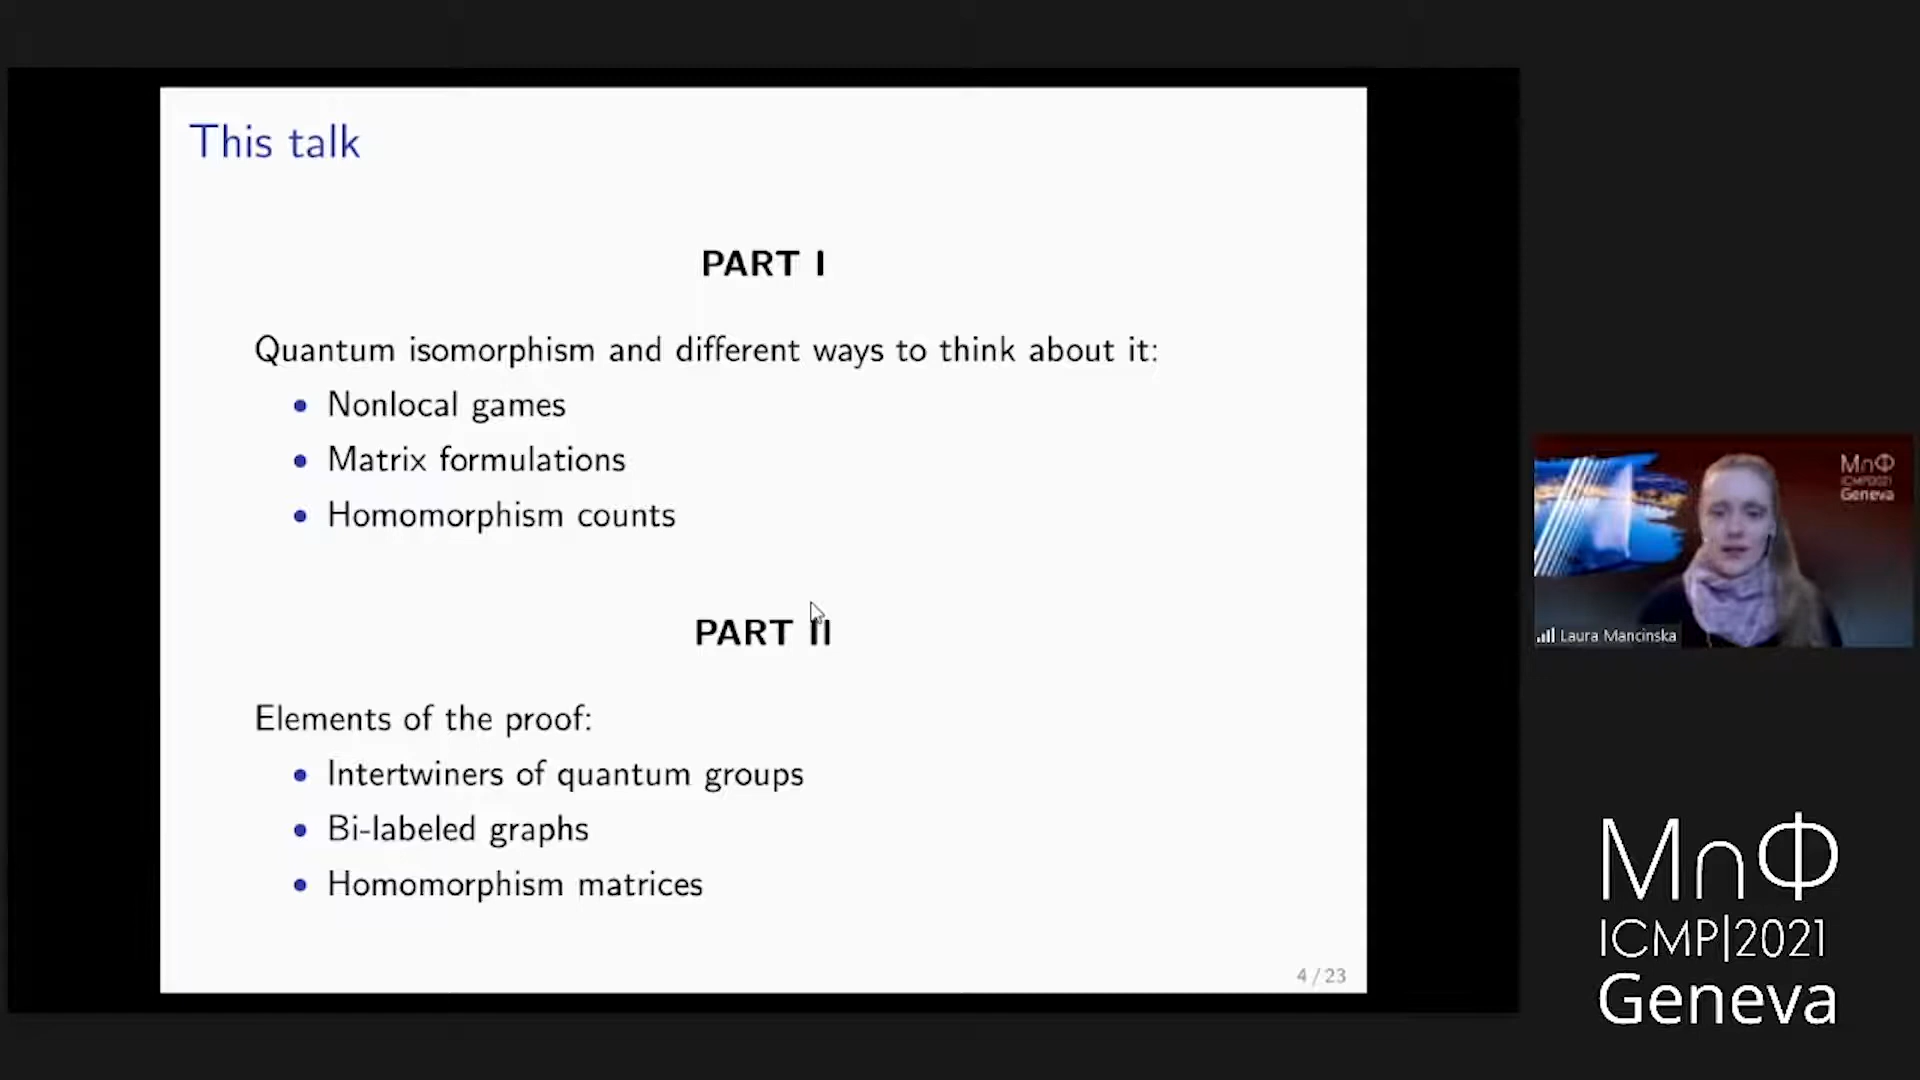 This talk
PART I
Quantum isomorphism and different ways to think about it:
• Nonlocal games
• Matrix formulations
• Homomorphism counts
PART II
Elements of the proof:
• Intertwiners of quantum groups
• Bi-labeled graphs
• Homomorphism matrices
4 / 23
M∩Φ
ICMP2021
Geneva
Laura Mancinska
M∩Φ
ICMP|2021
Geneva